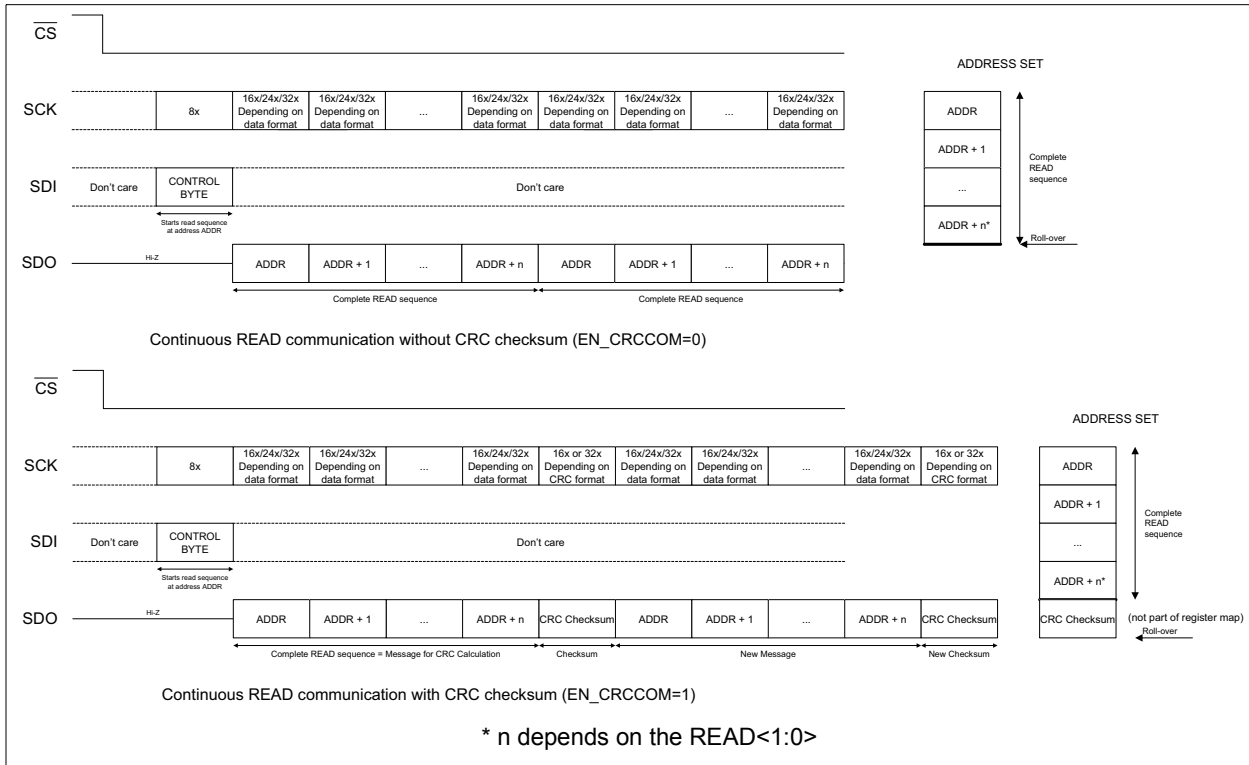 CS
ADDRESS SET
SCK
8x
16x/24x/32x
Depending on
data format
16x/24x/32x
Depending on
data format
...
16x/24x/32x
Depending on
data format
16x/24x/32x
Depending on
data format
16x/24x/32x
Depending on
data format
...
16x/24x/32x
Depending on
data format
ADDR
ADDR + 1
...
ADDR + n*
Complete
READ
sequence
Roll-over
SDI
Don't care
CONTROL
BYTE
Don't care
Starts read sequence
at address ADDR
SDO
Hi-Z
ADDR
ADDR + 1
...
ADDR + n
ADDR
ADDR + 1
...
ADDR + n
Complete READ sequence
Complete READ sequence
Continuous READ communication without CRC checksum (EN_CRCCOM=0)
CS
ADDRESS SET
SCK
8x
16x/24x/32x
Depending on
data format
16x/24x/32x
Depending on
data format
...
16x/24x/32x
Depending on
data format
16x or 32x
Depending on
CRC format
16x/24x/32x
Depending on
data format
16x/24x/32x
Depending on
data format
...
16x/24x/32x
Depending on
data format
16x or 32x
Depending on
CRC format
ADDR
ADDR + 1
...
ADDR + n*
CRC Checksum
Complete
READ
sequence
(not part of register map)
Roll-over
SDI
Don't care
CONTROL
BYTE
Don't care
Starts read sequence
at address ADDR
SDO
Hi-Z
ADDR
ADDR + 1
...
ADDR + n
CRC Checksum
ADDR
ADDR + 1
...
ADDR + n
CRC Checksum
Complete READ sequence = Message for CRC Calculation
Checksum
New Message
New Checksum
Continuous READ communication with CRC checksum (EN_CRCCOM=1)
* n depends on the READ<1:0>